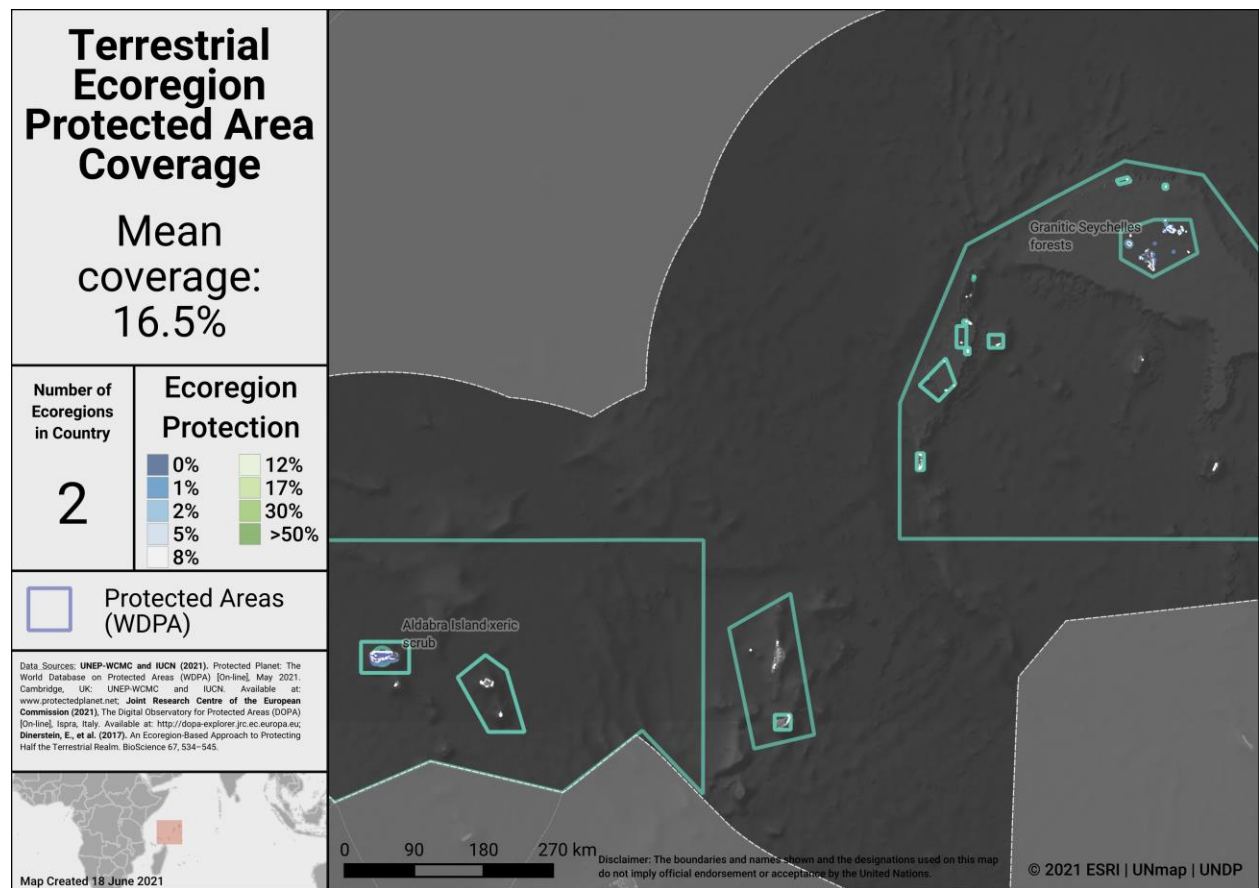 Terrestrial
Ecoregion
Protected Area
Coverage
Mean
coverage:
16.5%
Number of
Ecoregions
in Country
2
Ecoregion
Protection
0%
1%
2%
5%
8%
12%
17%
30%
>50%
Protected Areas
(WDPA)
Data Sources: UNEP-WCMC and IUCN (2021). Protected Planet: The
World Database on Protected Areas (WDPA) [On-line], May 2021.
Cambridge, UK: UNEP-WCMC and IUCN. Available at:
www.protectedplanet.net; Joint Research Centre of the European
Commission (2021), The Digital Observatory for Protected Areas (DOPA)
[On-line], Ispra, Italy. Available at: http://dopa-explorer.jrc.ec.europa.eu;
Dinerstein, E., et al. (2017). An Ecoregion-Based Approach to Protecting
Half the Terrestrial Realm. BioScience 67, 534–545.
Map Created 18 June 2021
Granitic Seychelles
forests
Aldabra Island xeric
scrub
0 90 180 270 km
Disclaimer: The boundaries and names shown and the designations used on this map
do not imply official endorsement or acceptance by the United Nations.
© 2021 ESRI | UNmap | UNDP